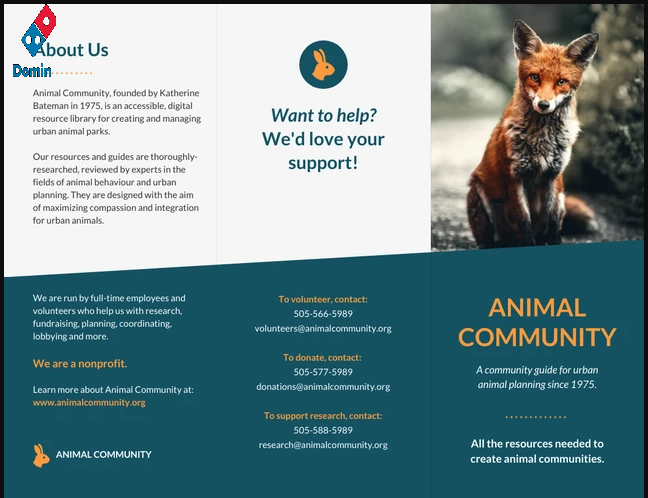 About Us
Domin
Animal Community, founded by Katherine
Bateman in 1975, is an accessible, digital
resource library for creating and managing
urban animal parks.
Our resources and guides are thoroughly-
researched, reviewed by experts in the
fields of animal behaviour and urban
planning. They are designed with the aim
of maximizing compassion and integration
for urban animals.
We are run by full-time employees and
volunteers who help us with research,
fundraising, planning, coordinating,
lobbying and more.
We are a nonprofit.
Learn more about Animal Community at:
www.animalcommunity.org
ANIMAL COMMUNITY
Want to help?
We'd love your
support!
To volunteer, contact:
505-566-5989
volunteers@animalcommunity.org
To donate, contact:
505-577-5989
donations@animalcommunity.org
To support research, contact:
505-588-5989
research@animalcommunity.org
ANIMAL
COMMUNITY
A community guide for urban
animal planning since 1975.
All the resources needed to
create animal communities.